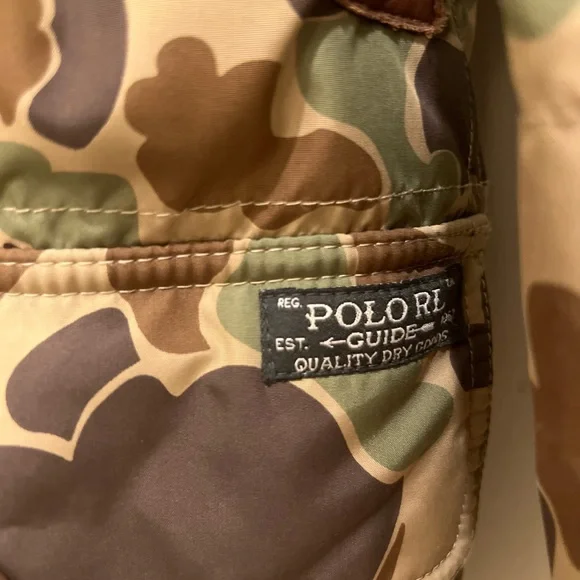 REG. POLO RL
EST. GUIDE
QUALITY DRY GOODS